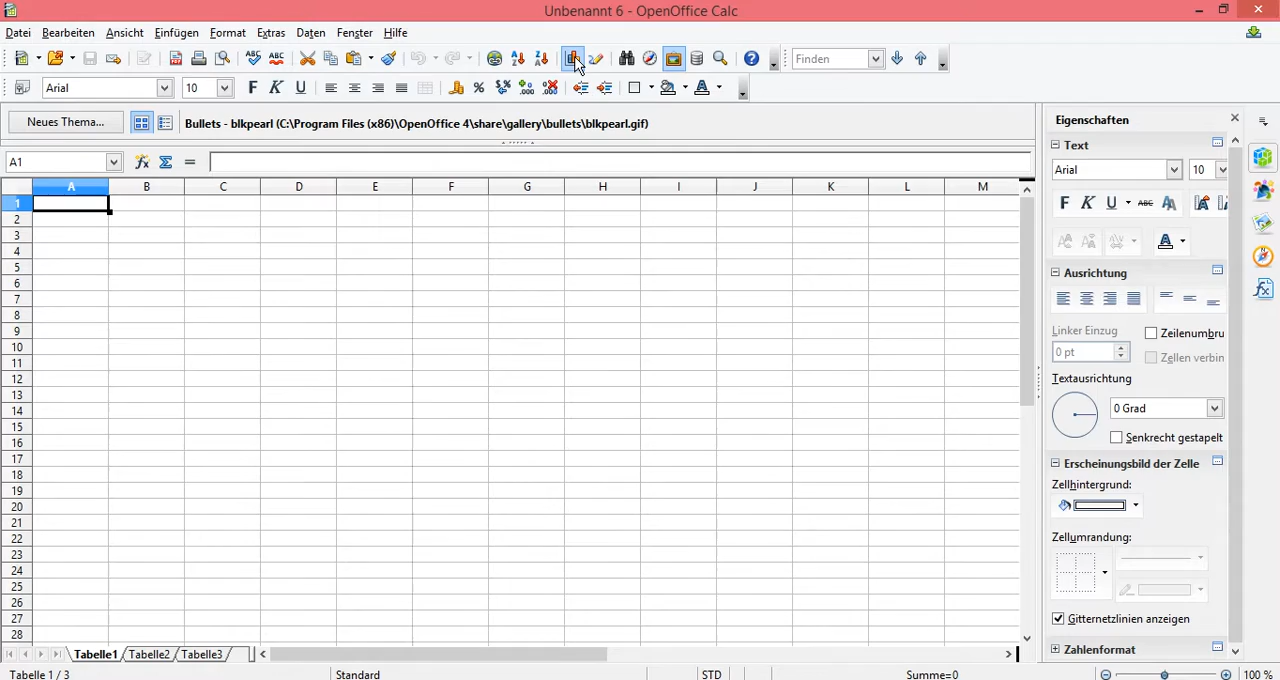 Unbenannt 6 - OpenOffice Calc
Datei Bearbeiten Ansicht Einfügen Format Extras Daten Fenster Hilfe
ABC ABC Finden
Arial 10 F K U
Neues Thema... Bullets - blkpearl (C:\Program Files (x86)\OpenOffice 4\share\gallery\bullets\blkpearl.gif)
A1
A B C D E F G H I J K L M
1
2
3
4
5
6
7
8
9
10
11
12
13
14
15
16
17
18
19
20
21
22
23
24
25
26
27
28
Eigenschaften
Text
Arial 10
F K U ABC
Ausrichtung
Linker Einzug
Zeilenumbru
0 pt
Zellen verbin
Textausrichtung
0 Grad
Senkrecht gestapelt
Erscheinungsbild der Zelle
Zellhintergrund:
Zellumrandung:
Gitternetzlinien anzeigen
Zahlenformat
Tabelle1 Tabelle2 Tabelle3
Tabelle 1 / 3 Standard STD Summe=0 100 %